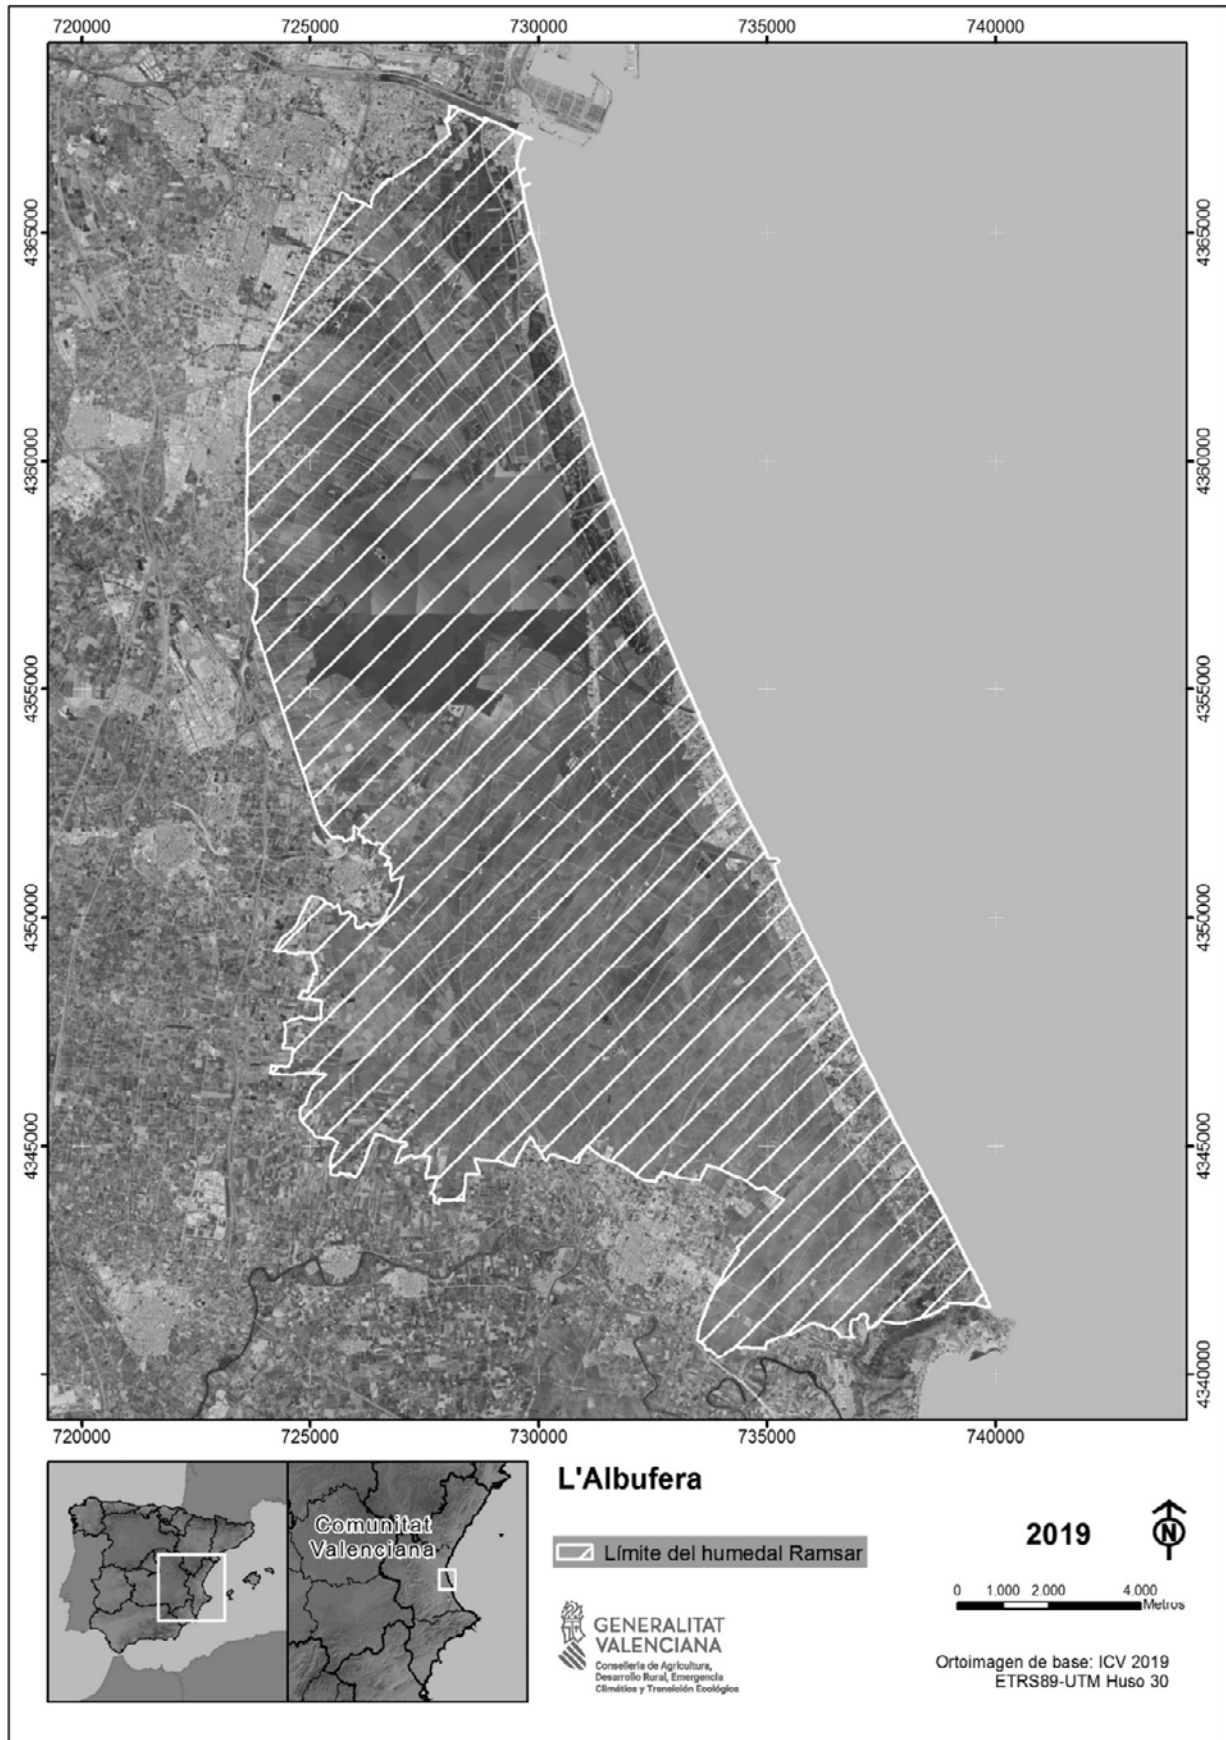 720000 725000 730000 735000 740000
4365000 4365000
4360000 4360000
4355000 4355000
4350000 4350000
4345000 4345000
4340000 4340000
720000 725000 730000 735000 740000
Comunitat
Valenciana
L'Albufera
Límite del humedal Ramsar
GENERALITAT
VALENCIANA
Conselleria de Agricultura,
Desarrollo Rural, Emergencia
Climática y Transición Ecológica
2019
N
0 1.000 2.000 4.000
Metros
Ortoimagen de base: ICV 2019
ETRS89-UTM Huso 30